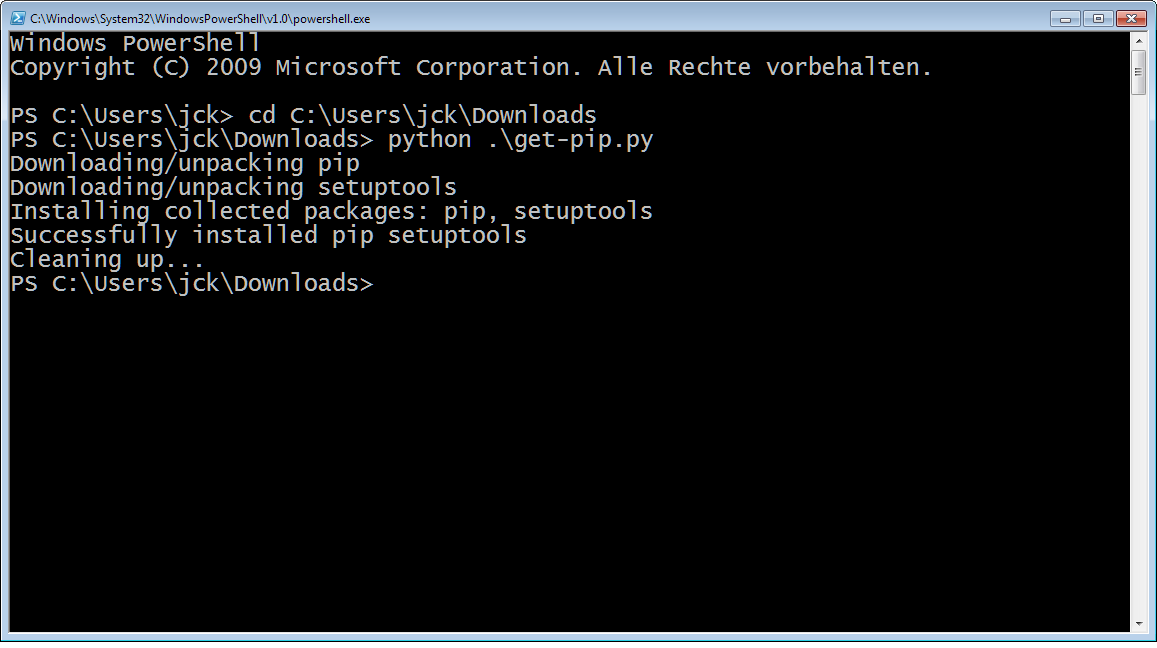 C:\Windows\System32\WindowsPowerShell\v1.0\powershell.exe
Windows PowerShell
Copyright (C) 2009 Microsoft Corporation. Alle Rechte vorbehalten.
PS C:\Users\jck> cd C:\Users\jck\Downloads
PS C:\Users\jck\Downloads> python .\get-pip.py
Downloading/unpacking pip
Downloading/unpacking setuptools
Installing collected packages: pip, setuptools
Successfully installed pip setuptools
Cleaning up...
PS C:\Users\jck\Downloads>